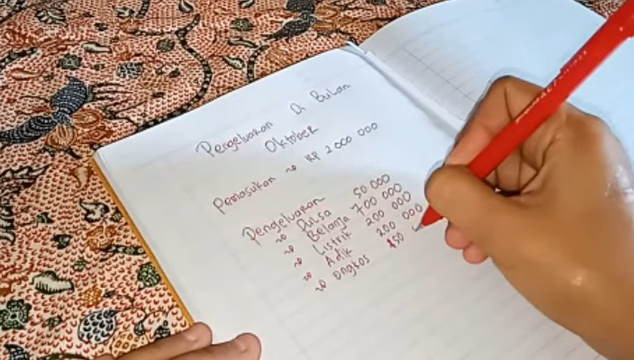 Pengeluaran Di Bulan
Oktober
Pemasukan → Rp 2 000 000
Pengeluaran
→ Pulsa 50 000
→ Belanja 700 000
→ Listrik 200 000
→ Adik 200 000
→ ongkos 150